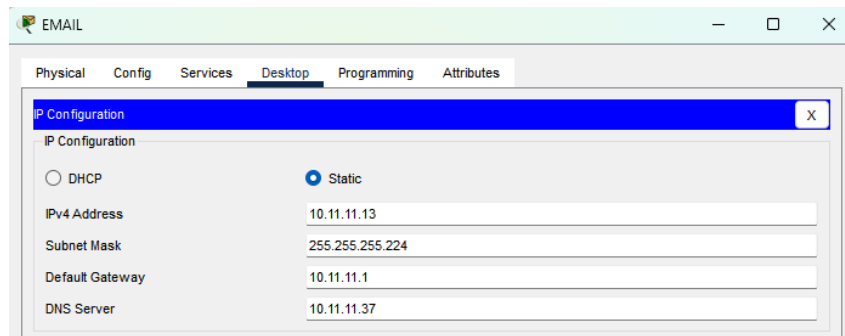 EMAIL
Physical Config Services Desktop Programming Attributes
IP Configuration X
IP Configuration
DHCP Static
IPv4 Address 10.11.11.13
Subnet Mask 255.255.255.224
Default Gateway 10.11.11.1
DNS Server 10.11.11.37